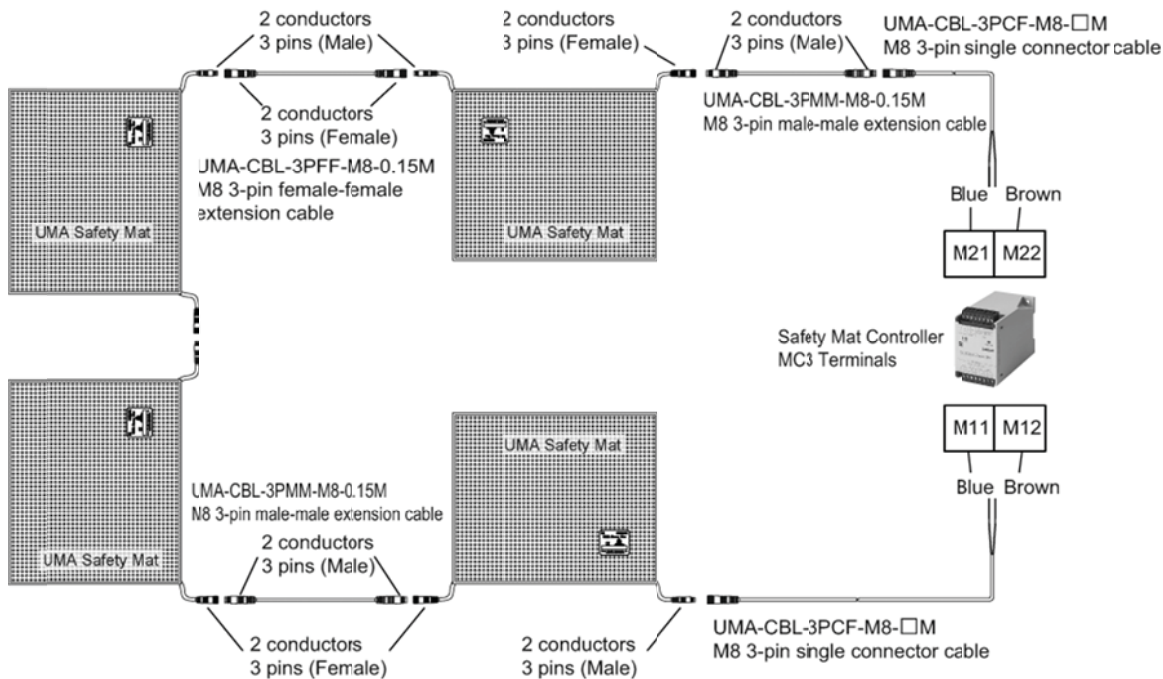 2 conductors
3 pins (Male)
2 conductors
3 pins (Female)
2 conductors
3 pins (Male)
UMA-CBL-3PCF-M8-□M
M8 3-pin single connector cable
2 conductors
3 pins (Female)
UMA-CBL-3PFF-M8-0.15M
M8 3-pin female-female
extension cable
UMA-CBL-3PMM-M8-0.15M
M8 3-pin male-male extension cable
UMA Safety Mat
UMA Safety Mat
Blue
Brown
M21
M22
Safety Mat Controller
MC3 Terminals
M11
M12
Blue
Brown
UMA Safety Mat
UMA Safety Mat
UMA-CBL-3PMM-M8-0.15M
M8 3-pin male-male extension cable
2 conductors
3 pins (Male)
2 conductors
3 pins (Female)
2 conductors
3 pins (Male)
UMA-CBL-3PCF-M8-□M
M8 3-pin single connector cable